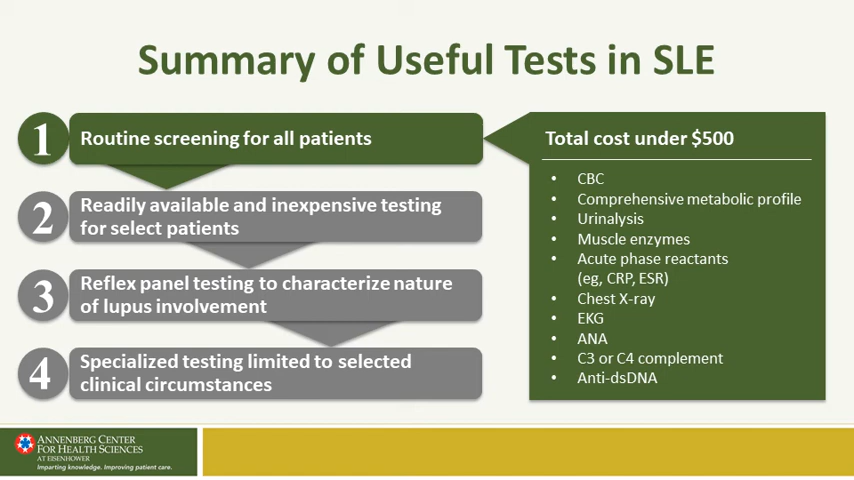 Summary of Useful Tests in SLE
1
Routine screening for all patients
2
Readily available and inexpensive testing
for select patients
3
Reflex panel testing to characterize nature
of lupus involvement
4
Specialized testing limited to selected
clinical circumstances
Total cost under $500
• CBC
• Comprehensive metabolic profile
• Urinalysis
• Muscle enzymes
• Acute phase reactants
(eg, CRP, ESR)
• Chest X-ray
• EKG
• ANA
• C3 or C4 complement
• Anti-dsDNA
ANNENBERG CENTER
FOR HEALTH SCIENCES
AT EISENHOWER
Imparting knowledge. Improving patient care.